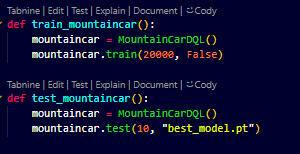 Tabnine | Edit | Test | Explain | Document | Cody
def train_mountaincar():
    mountaincar = MountainCarDQL()
    mountaincar.train(20000, False)
Tabnine | Edit | Test | Explain | Document | Cody
def test_mountaincar():
    mountaincar = MountainCarDQL()
    mountaincar.test(10, "best_model.pt")